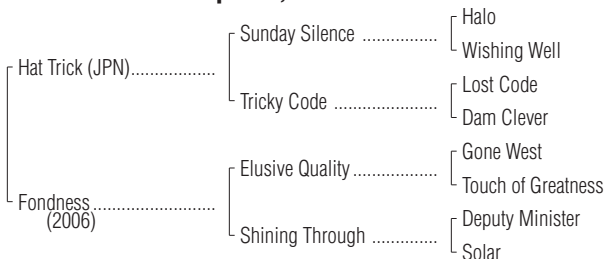 Halo
Sunday Silence ................
Wishing Well
Hat Trick (JPN)..................
Lost Code
Tricky Code ......................
Dam Clever
Gone West
Elusive Quality..................
Touch of Greatness
Fondness..........................
(2006)
Deputy Minister
Shining Through ..............
Solar